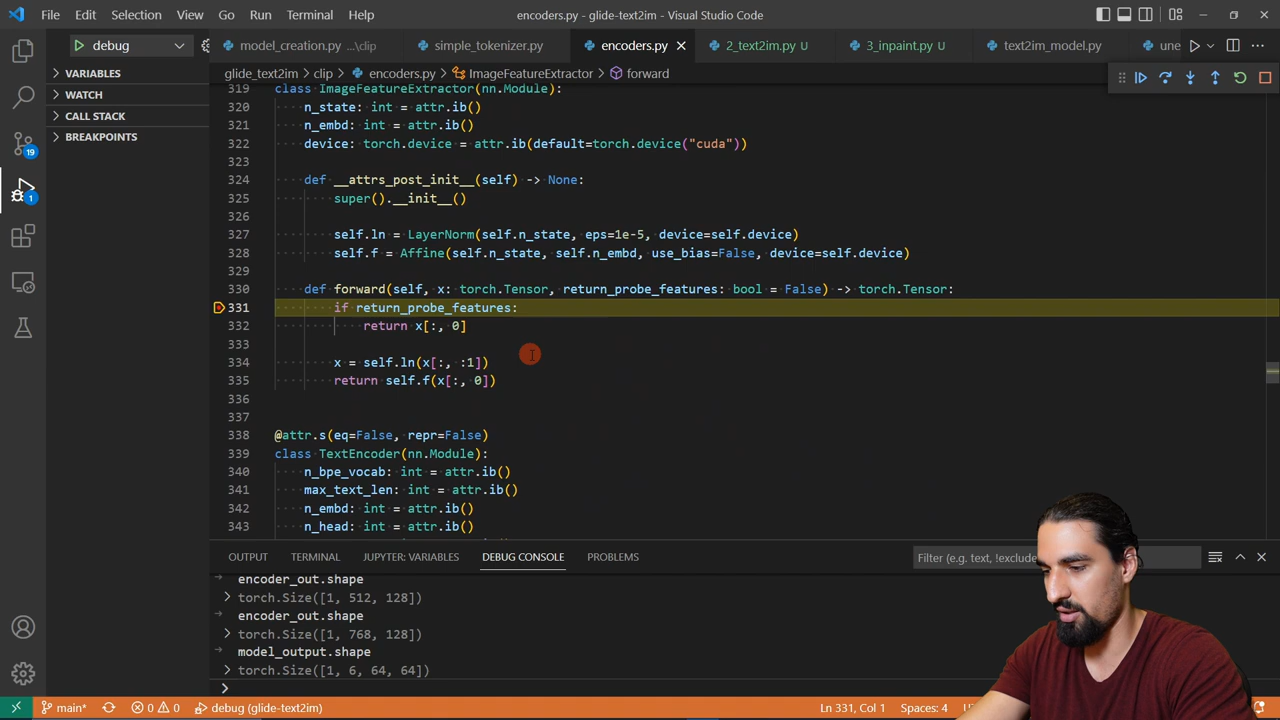 File Edit Selection View Go Run Terminal Help encoders.py - glide-text2im - Visual Studio Code
debug model_creation.py ...\clip simple_tokenizer.py encoders.py 2_text2im.py U 3_inpaint.py U text2im_model.py une
glide_text2im > clip > encoders.py > ImageFeatureExtractor > forward
VARIABLES
WATCH
CALL STACK
BREAKPOINTS
319 class ImageFeatureExtractor(nn.Module):
320 n_state: int = attr.ib()
321 n_embd: int = attr.ib()
322 device: torch.device = attr.ib(default=torch.device("cuda"))
323
324 def __attrs_post_init__(self) -> None:
325 super().__init__()
326
327 self.ln = LayerNorm(self.n_state, eps=1e-5, device=self.device)
328 self.f = Affine(self.n_state, self.n_embd, use_bias=False, device=self.device)
329
330 def forward(self, x: torch.Tensor, return_probe_features: bool = False) -> torch.Tensor:
331 if return_probe_features:
332 return x[:, 0]
333
334 x = self.ln(x[:, :1])
335 return self.f(x[:, 0])
336
337
338 @attr.s(eq=False, repr=False)
339 class TextEncoder(nn.Module):
340 n_bpe_vocab: int = attr.ib()
341 max_text_len: int = attr.ib()
342 n_embd: int = attr.ib()
343 n_head: int = attr.ib()
OUTPUT TERMINAL JUPYTER: VARIABLES DEBUG CONSOLE PROBLEMS Filter (e.g. text, !exclude
encoder_out.shape
torch.Size([1, 512, 128])
encoder_out.shape
torch.Size([1, 768, 128])
model_output.shape
torch.Size([1, 6, 64, 64])
19
1
main* 0 0 debug (glide-text2im) Ln 331, Col 1 Spaces: 4